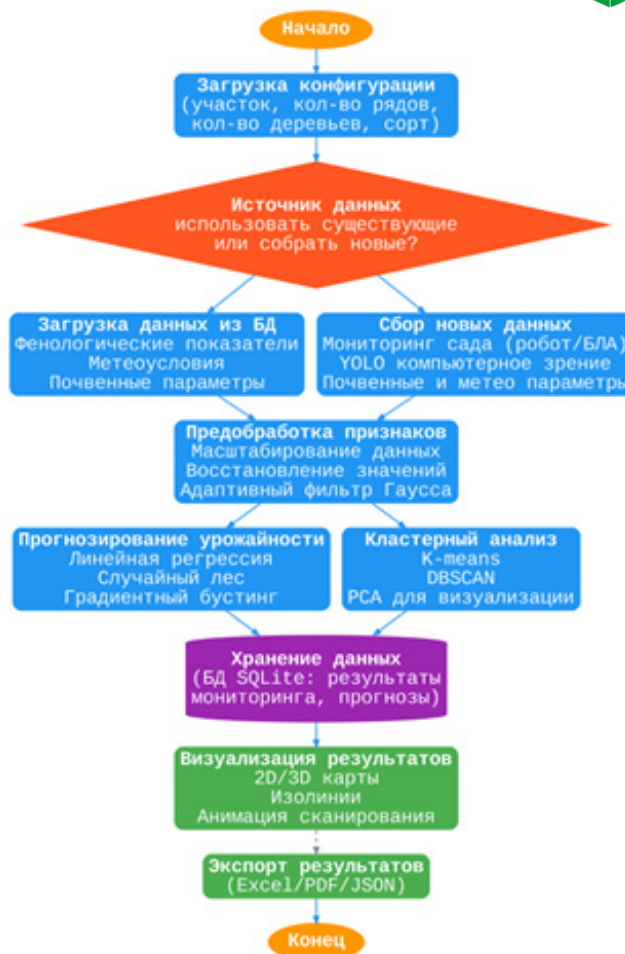 Начало
Загрузка конфигурации
(участок, кол-во рядов,
кол-во деревьев, сорт)
Источник данных
использовать существующие
или собрать новые?
Загрузка данных из БД
Фенологические показатели
Метеоусловия
Почвенные параметры
Сбор новых данных
Мониторинг сада (робот/БЛА)
YOLO компьютерное зрение
Почвенные и метео параметры
Предобработка признаков
Масштабирование данных
Восстановление значений
Адаптивный фильтр Гаусса
Прогнозирование урожайности
Линейная регрессия
Случайный лес
Градиентный бустинг
Кластерный анализ
K-means
DBSCAN
PCA для визуализации
Хранение данных
(БД SQLite: результаты
мониторинга, прогнозы)
Визуализация результатов
2D/3D карты
Изолинии
Анимация сканирования
Экспорт результатов
(Excel/PDF/JSON)
Конец